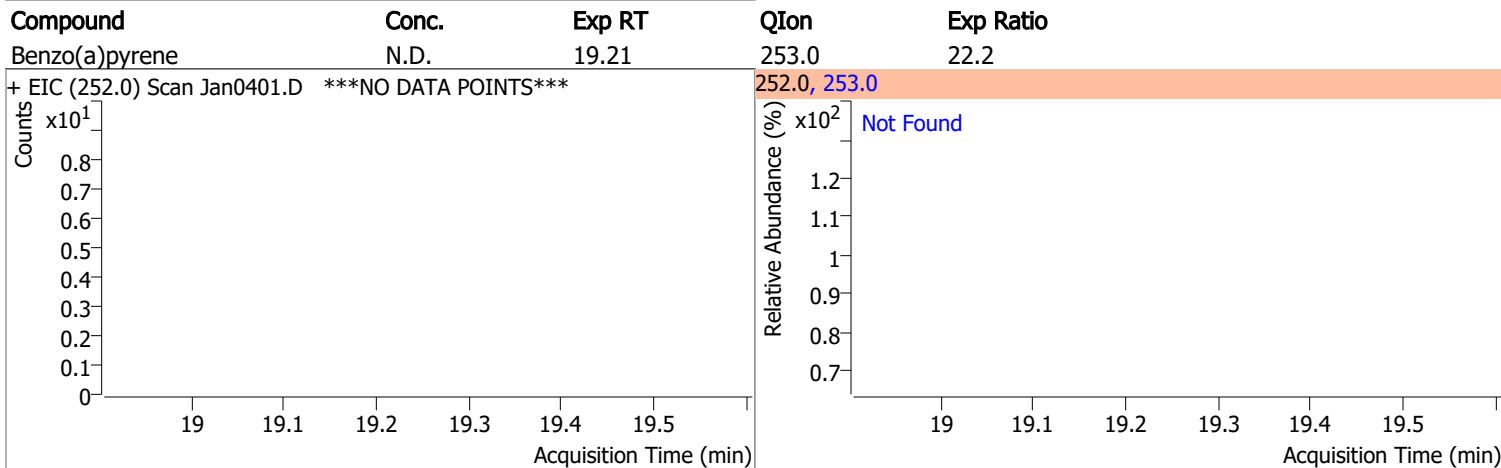 Compound Conc. Exp RT QIon Exp Ratio
Benzo(a)pyrene N.D. 19.21 253.0 22.2
+ EIC (252.0) Scan Jan0401.D ***NO DATA POINTS***
Counts
x10¹
0.8
0.7
0.6
0.5
0.4
0.3
0.2
0.1
0
19 19.1 19.2 19.3 19.4 19.5
Acquisition Time (min)
252.0, 253.0
Relative Abundance (%)
x10²
Not Found
1.2
1.1
1
0.9
0.8
0.7
19 19.1 19.2 19.3 19.4 19.5
Acquisition Time (min)